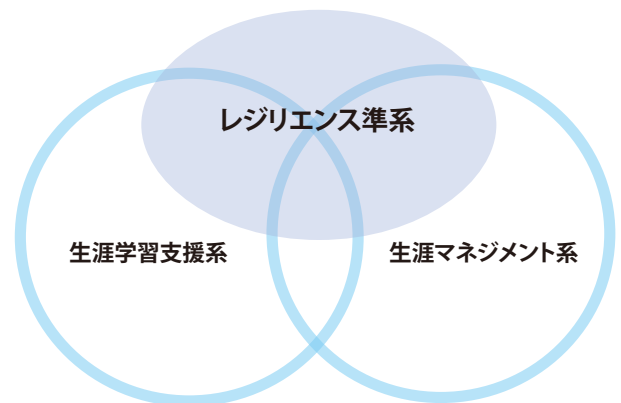 レジリエンス準系
生涯学習支援系
生涯マネジメント系